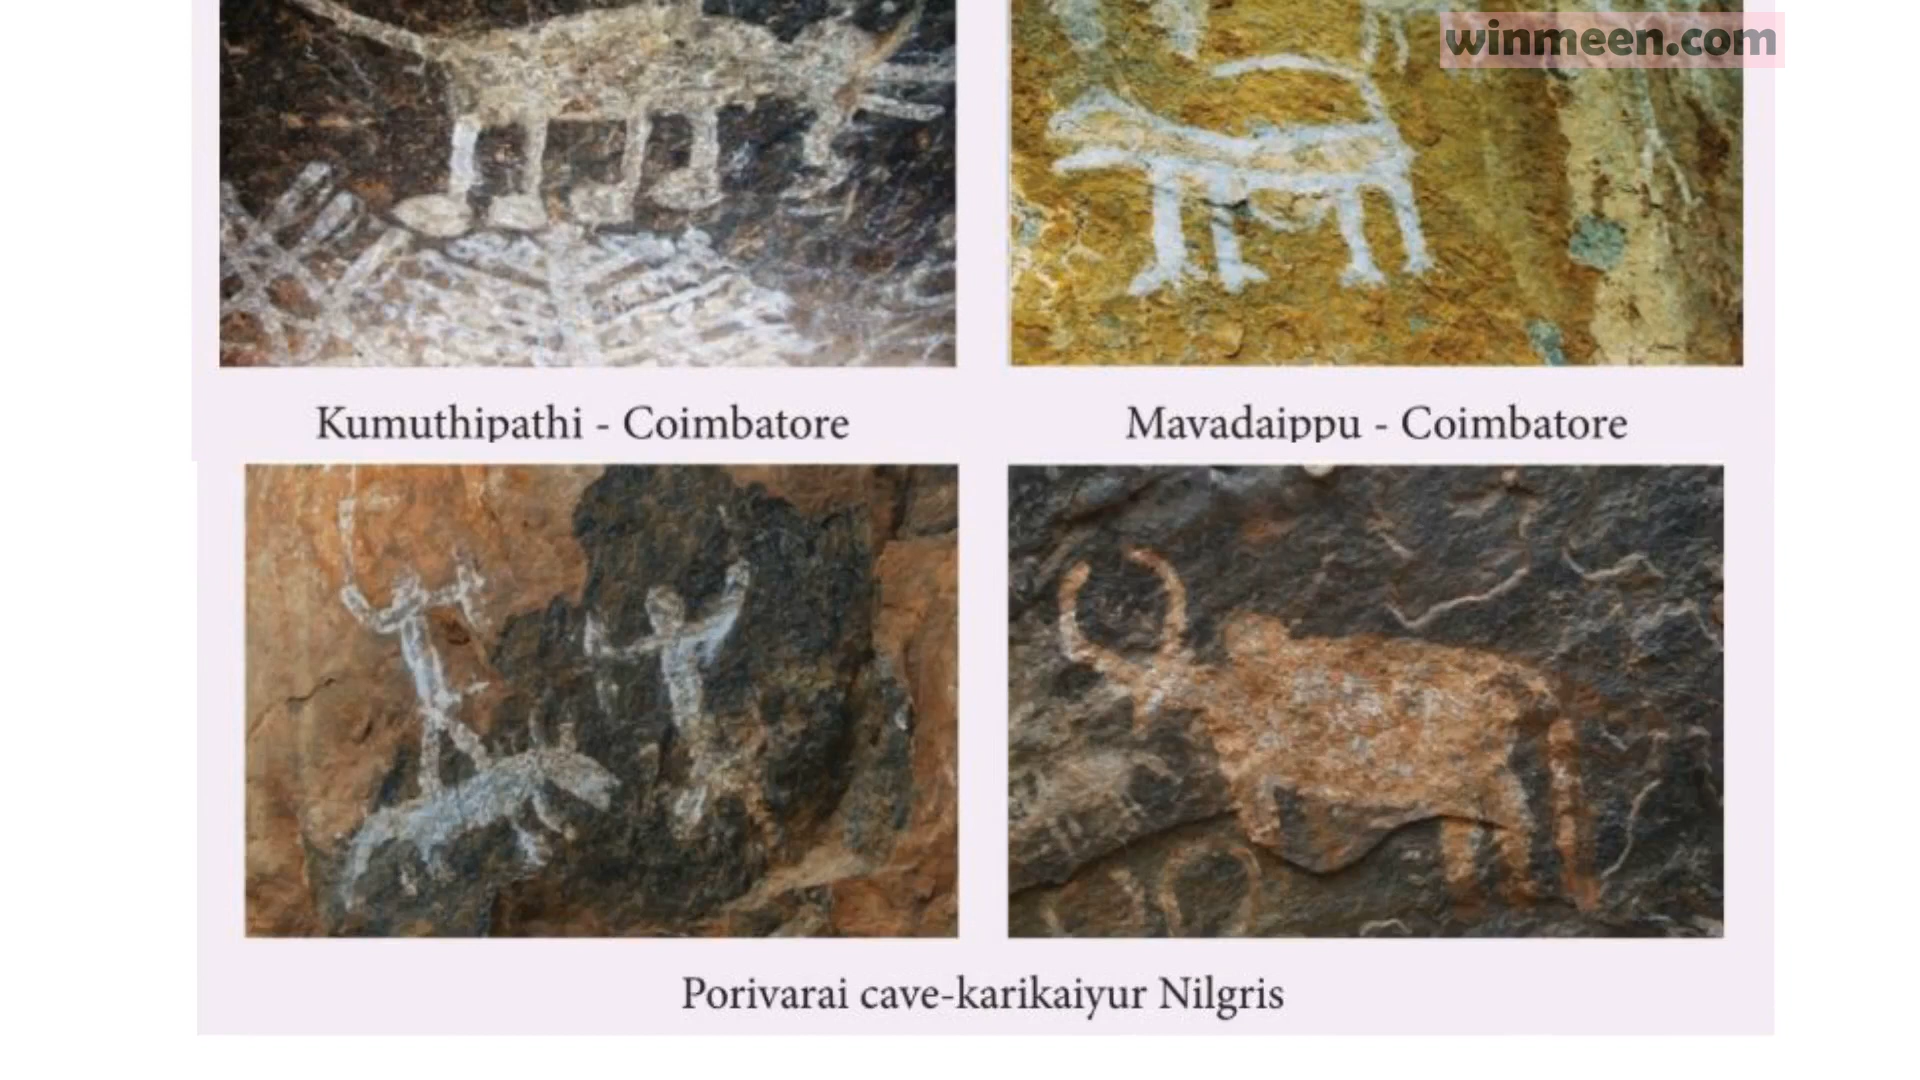 winmeen.com
Kumuthipathi - Coimbatore
Mavadaippu - Coimbatore
Porivarai cave-karikaiyur Nilgris